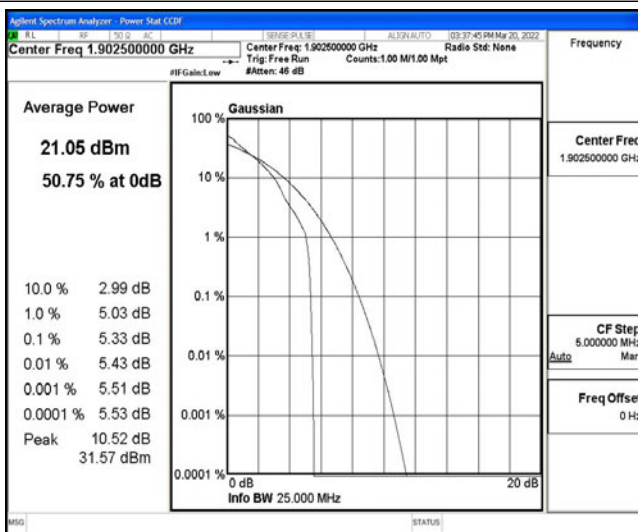 Agilent Spectrum Analyzer - Power Stat CCDF
RL RF 50 Ω AC SENSE:PULSE ALIGN AUTO 03:37:45 PM Mar 20, 2022
Center Freq 1.902500000 GHz
Center Freq: 1.902500000 GHz Radio Std: None
Trig: Free Run Counts:1.00 M/1.00 Mpt
#IFGain:Low #Atten: 46 dB
Frequency
Average Power
21.05 dBm
50.75 % at 0dB
10.0 % 2.99 dB
1.0 % 5.03 dB
0.1 % 5.33 dB
0.01 % 5.43 dB
0.001 % 5.51 dB
0.0001 % 5.53 dB
Peak 10.52 dB
31.57 dBm
Gaussian
100 %
10 %
1 %
0.1 %
0.01 %
0.001 %
0.0001 %
0 dB 20 dB
Info BW 25.000 MHz
Center Freq
1.902500000 GHz
CF Step
5.000000 MHz
Auto Man
Freq Offset
0 Hz
MSG STATUS